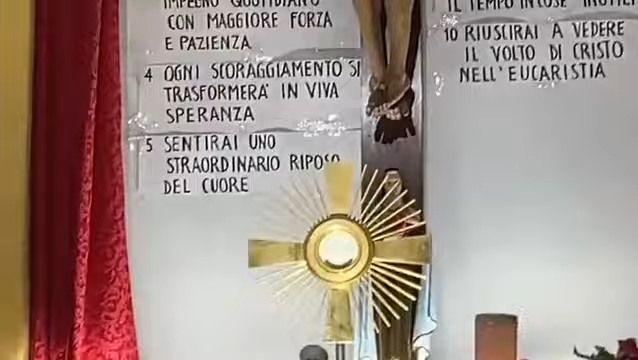 IMPEGNO QUOTIDIANO
CON MAGGIORE FORZA
E PAZIENZA
4 OGNI SCORAGGIAMENTO SI
TRASFORMERA' IN VIVA
SPERANZA
5 SENTIRAI UNO
STRAORDINARIO RIPOSO
DEL CUORE
IL TEMPO IN COSE INUTILI
10 RIUSCIRAI A VEDERE
IL VOLTO DI CRISTO
NELL'EUCARISTIA